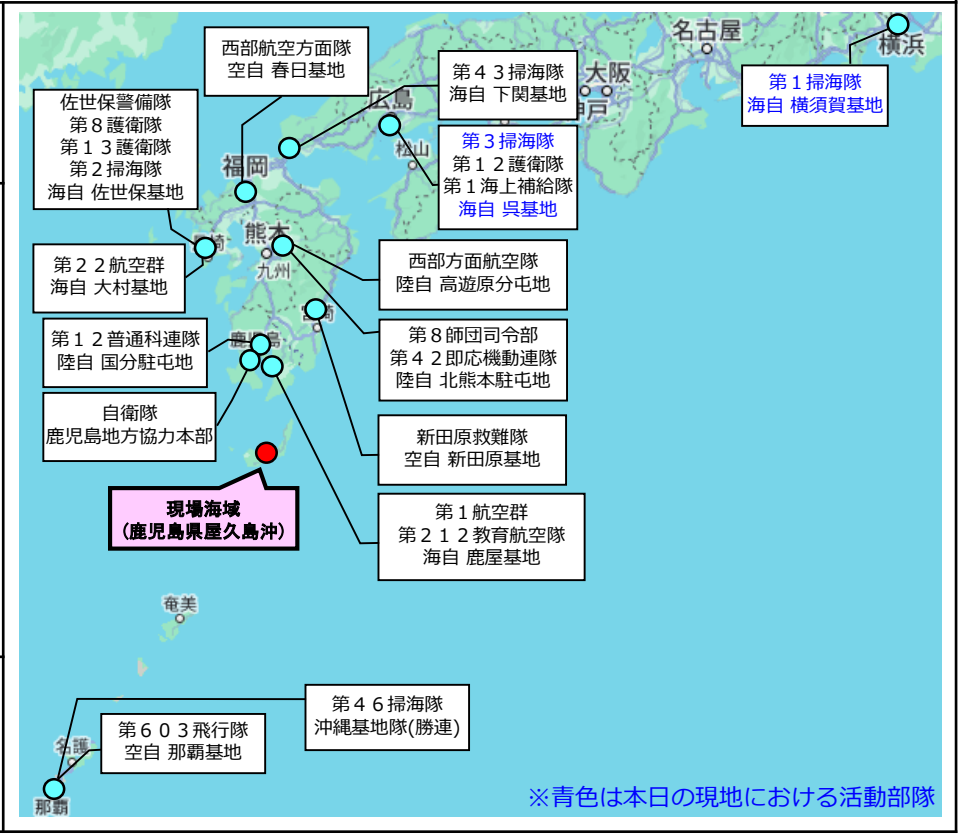 西部航空方面隊
空自 春日基地
第４３掃海隊
海自 下関基地
名古屋
横浜
大阪
神戸
第１掃海隊
海自 横須賀基地
佐世保警備隊
第８護衛隊
第１３護衛隊
第２掃海隊
海自 佐世保基地
広島
松山
福岡
第３掃海隊
第１２護衛隊
第１海上補給隊
海自 呉基地
長崎
熊本
九州
第２２航空群
海自 大村基地
西部方面航空隊
陸自 高遊原分屯地
宮崎
鹿児島
第１２普通科連隊
陸自 国分駐屯地
第８師団司令部
第４２即応機動連隊
陸自 北熊本駐屯地
自衛隊
鹿児島地方協力本部
新田原救難隊
空自 新田原基地
現場海域
(鹿児島県屋久島沖)
第１航空群
第２１２教育航空隊
海自 鹿屋基地
奄美
第４６掃海隊
沖縄基地隊(勝連)
第６０３飛行隊
空自 那覇基地
名護
那覇
※青色は本日の現地における活動部隊